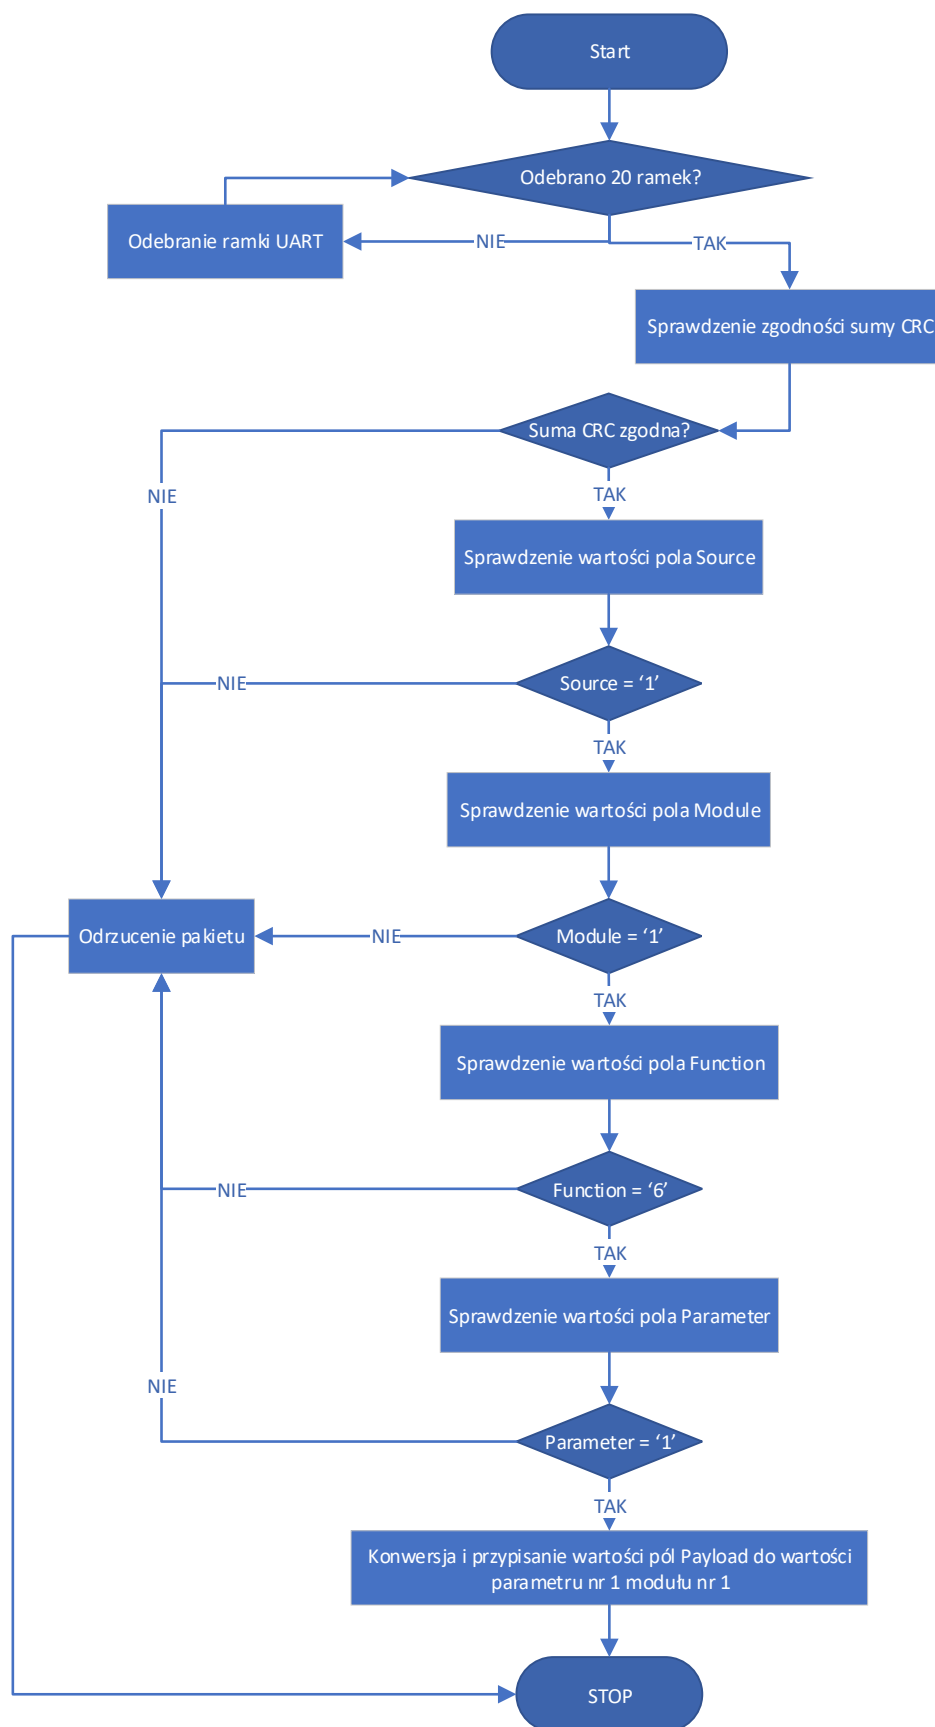 Start
Odebrano 20 ramek?
Odebranie ramki UART
NIE
TAK
Sprawdzenie zgodności sumy CRC
Suma CRC zgodna?
NIE
TAK
Sprawdzenie wartości pola Source
Source = ‘1’
NIE
TAK
Sprawdzenie wartości pola Module
Module = ‘1’
NIE
Odrzucenie pakietu
TAK
Sprawdzenie wartości pola Function
Function = ‘6’
NIE
TAK
Sprawdzenie wartości pola Parameter
NIE
Parameter = ‘1’
TAK
Konwersja i przypisanie wartości pól Payload do wartości
parametru nr 1 modułu nr 1
STOP